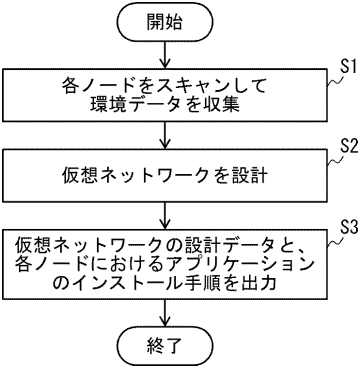 開始
S1
各ノードをスキャンして
環境データを収集
S2
仮想ネットワークを設計
S3
仮想ネットワークの設計データと、
各ノードにおけるアプリケーション
のインストール手順を出力
終了